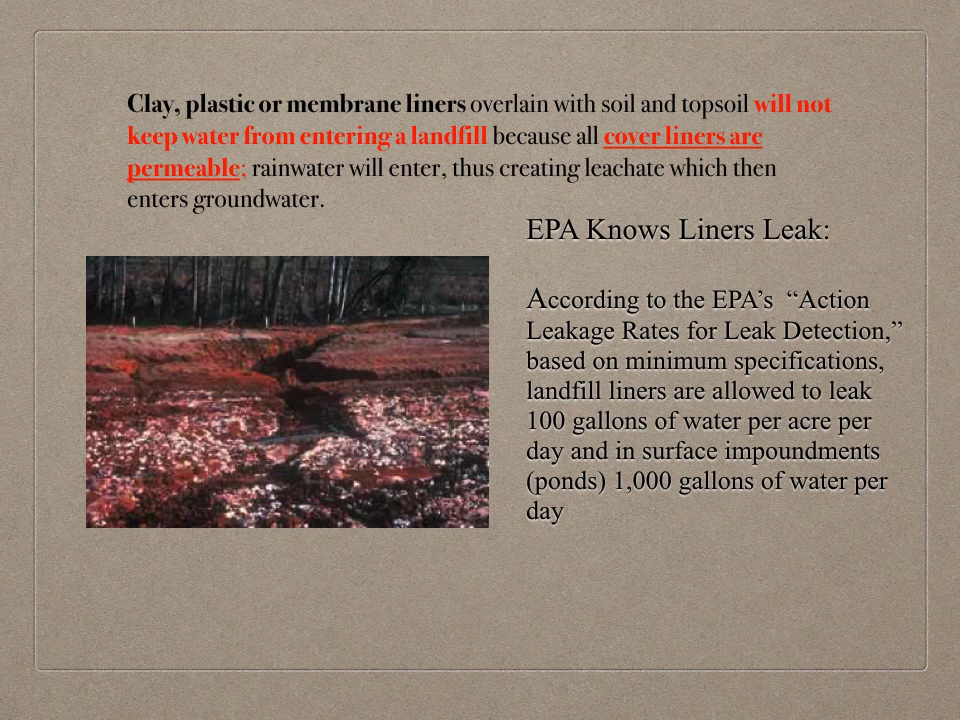 Clay, plastic or membrane liners overlain with soil and topsoil will not
keep water from entering a landfill because all cover liners are
permeable; rainwater will enter, thus creating leachate which then
enters groundwater.
EPA Knows Liners Leak:
According to the EPA’s “Action
Leakage Rates for Leak Detection,”
based on minimum specifications,
landfill liners are allowed to leak
100 gallons of water per acre per
day and in surface impoundments
(ponds) 1,000 gallons of water per
day